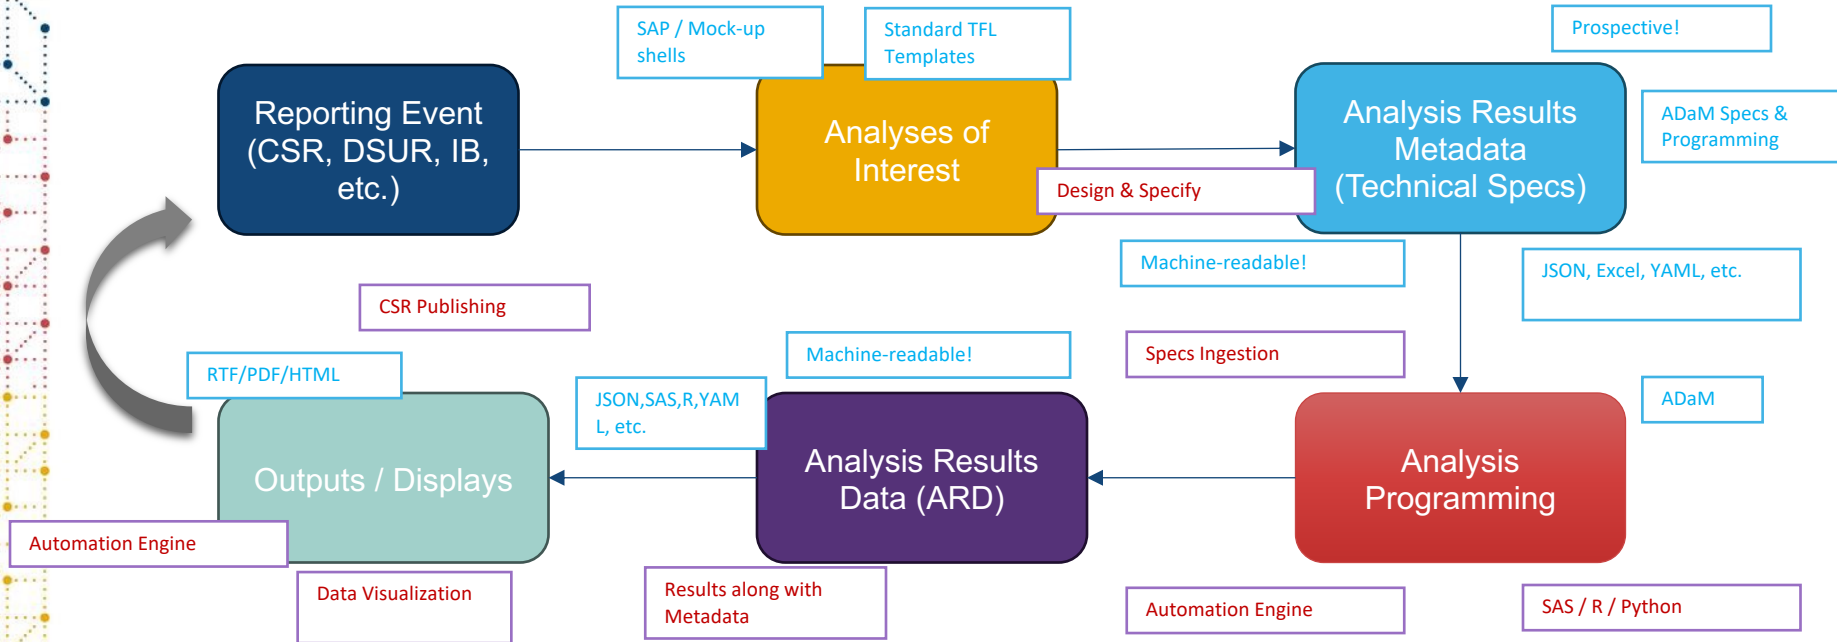 SAP / Mock-up
shells
Standard TFL
Templates
Prospective!
Reporting Event
(CSR, DSUR, IB,
etc.)
Analyses of
Interest
Analysis Results
Metadada
(Technical Specs)
ADaM Specs &
Programming
Design & Specify
Machine-readable!
JSON, Excel, YAML, etc.
CSR Publishing
Machine-readable!
Specs Ingestion
RTF/PDF/HTML
JSON,SAS,R,YAM
L, etc.
ADaM
Outputs / Displays
Analysis Results
Data (ARD)
Analysis
Programming
Automation Engine
Data Visualization
Results along with
Metadata
Automation Engine
SAS / R / Python